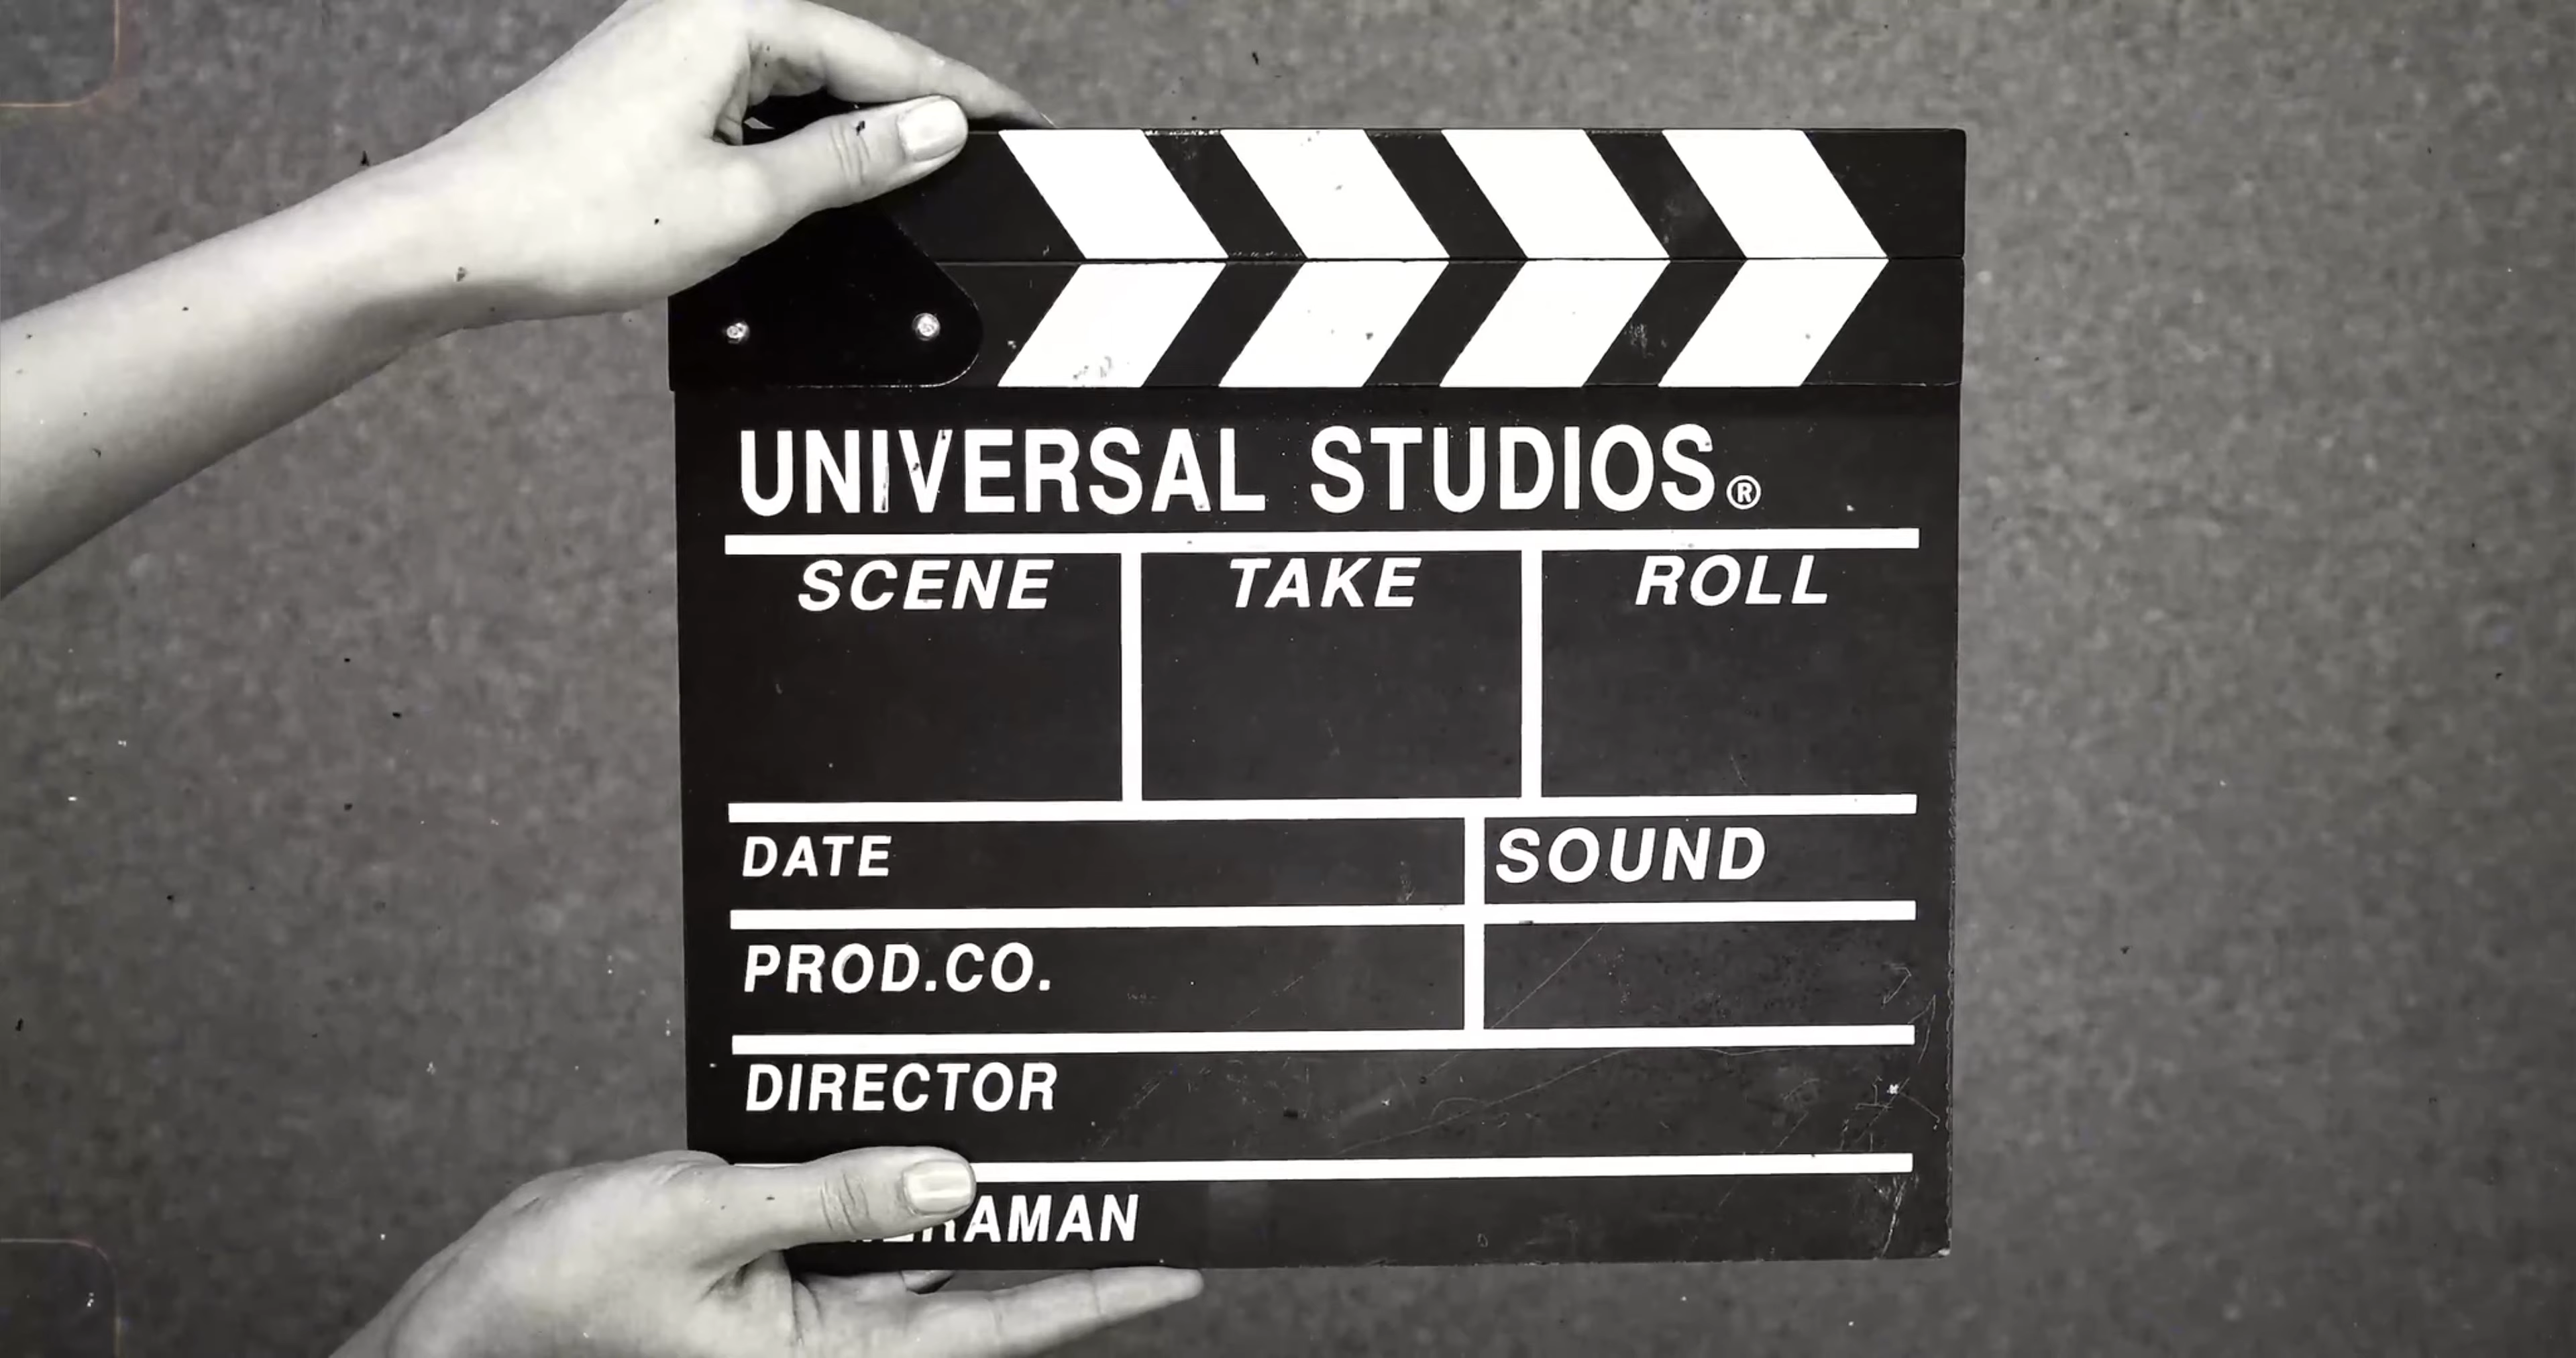 UNIVERSAL STUDIOS®
SCENE TAKE ROLL
DATE SOUND
PROD.CO.
DIRECTOR